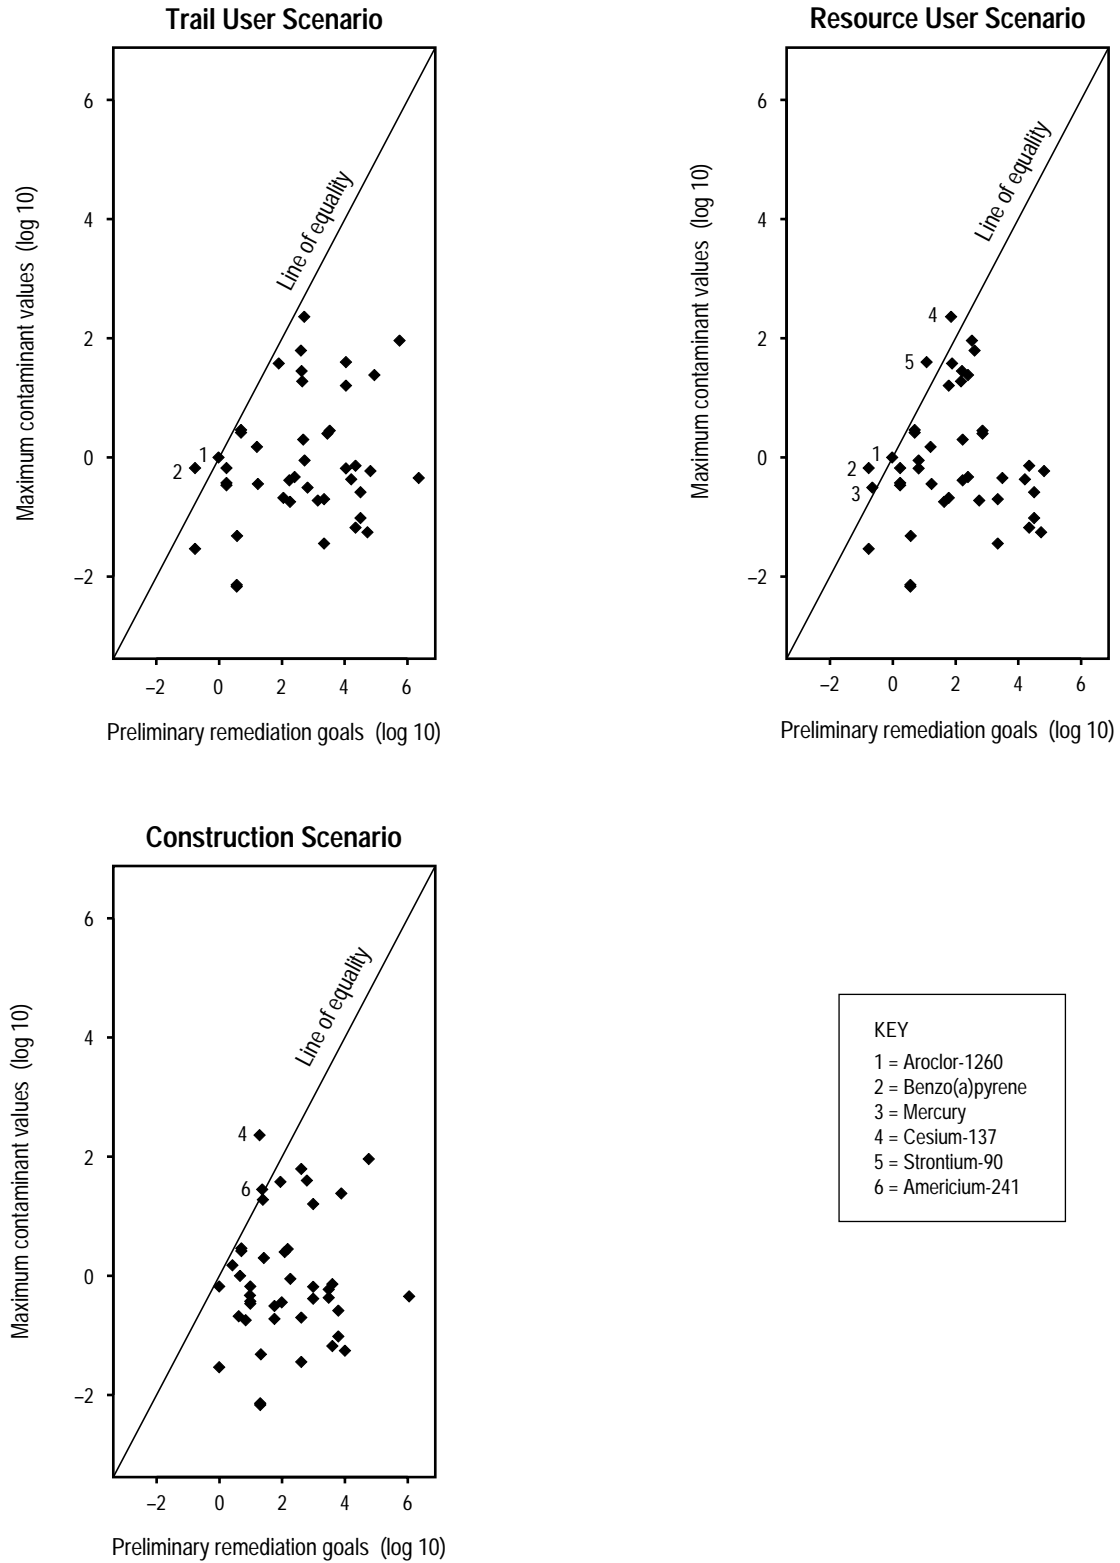 Trail User Scenario
Maximum contaminant values (log 10)
6
4
2
0
–2
Line of equality
1
2
–2 0 2 4 6
Preliminary remediation goals (log 10)
Resource User Scenario
Maximum contaminant values (log 10)
6
4
2
0
–2
Line of equality
4
5
1
2
3
–2 0 2 4 6
Preliminary remediation goals (log 10)
Construction Scenario
Maximum contaminant values (log 10)
6
4
2
0
–2
Line of equality
4
6
–2 0 2 4 6
Preliminary remediation goals (log 10)
KEY
1 = Aroclor-1260
2 = Benzo(a)pyrene
3 = Mercury
4 = Cesium-137
5 = Strontium-90
6 = Americium-241